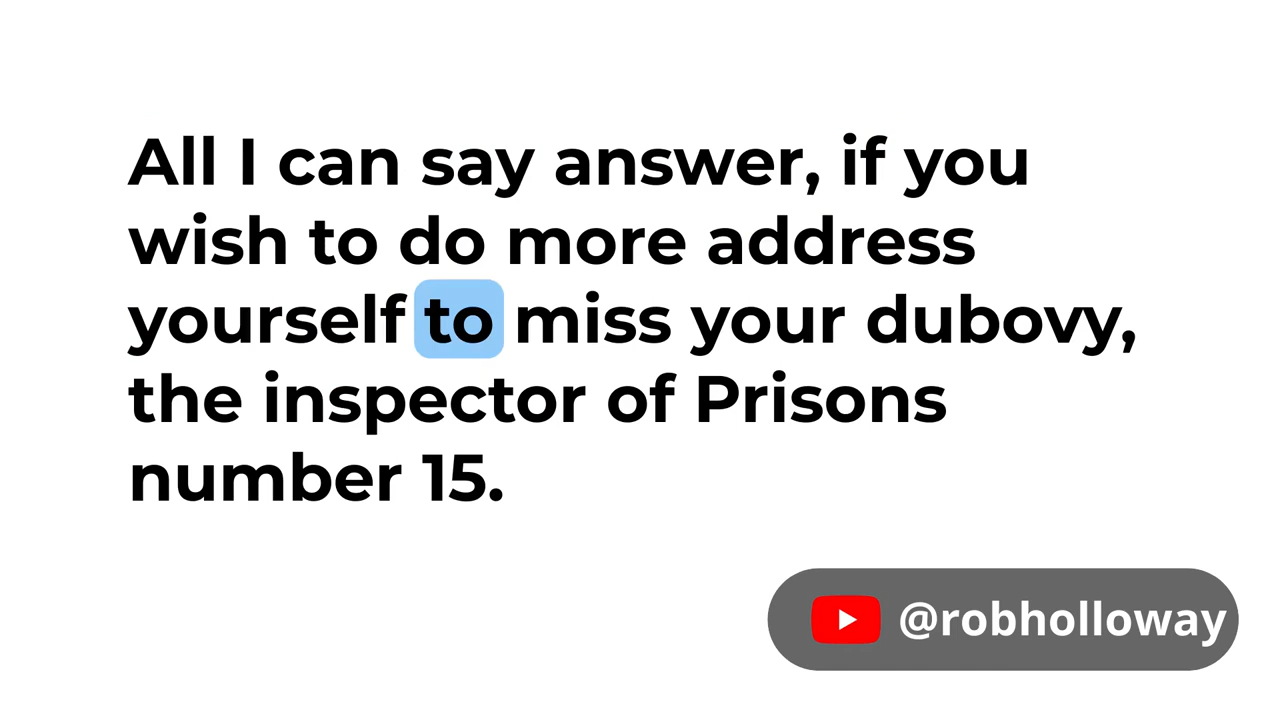 All I can say answer, if you
wish to do more address
yourself to miss your dubovy,
the inspector of Prisons
number 15.
@robholloway